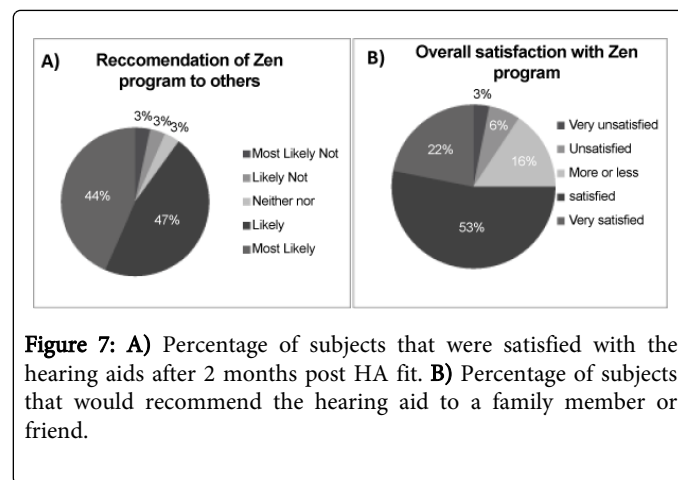 A)
Reccomendation of Zen
program to others
3%
3%
3%
44%
47%
Most Likely Not
Likely Not
Neither nor
Likely
Most Likely
B)
Overall satisfaction with Zen
program
3%
6%
16%
22%
53%
Very unsatisfied
Unsatisfied
More or less
satisfied
Very satisfied
Figure 7: A) Percentage of subjects that were satisfied with the
hearing aids after 2 months post HA fit. B) Percentage of subjects
that would recommend the hearing aid to a family member or
friend.